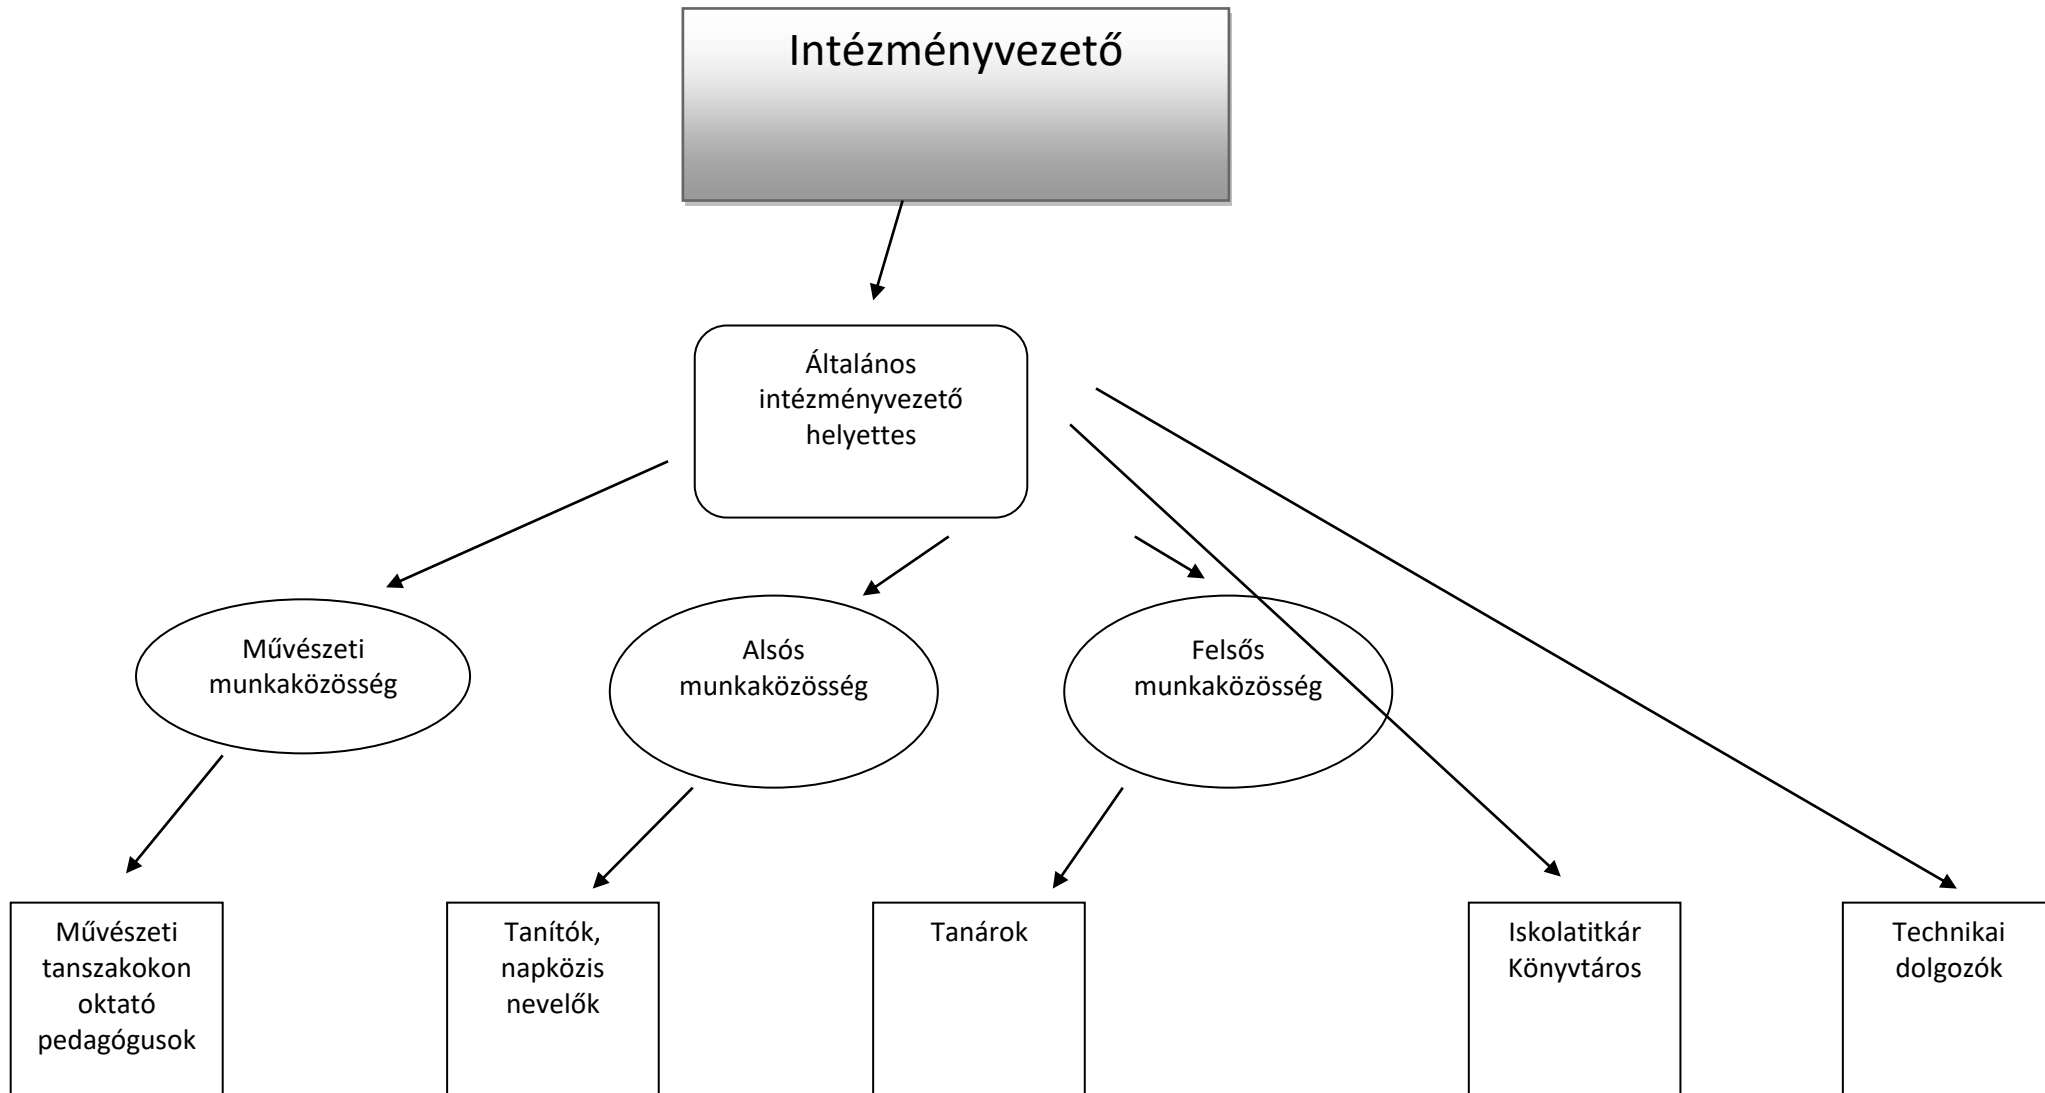 Intézményvezető
Általános
intézményvezető
helyettes
Művészeti
munkaközösség
Alsós
munkaközösség
Felsős
munkaközösség
Művészeti
tanszakokon
oktató
pedagógusok
Tanítók,
napközis
nevelők
Tanárok
Iskolatitkár
Könyvtáros
Technikai
dolgozók